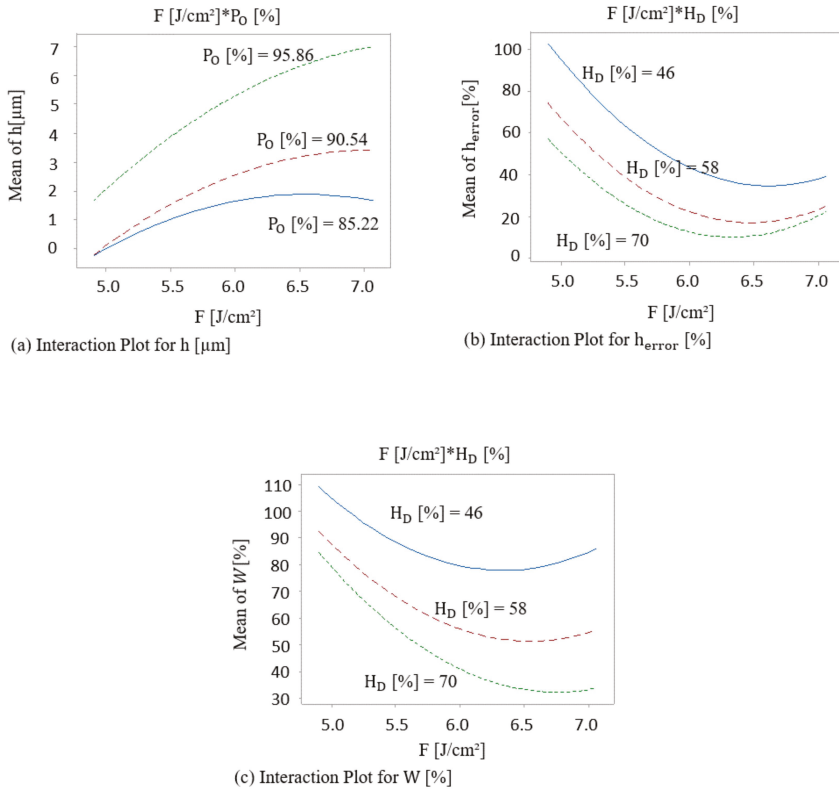 F [J/cm²]*P₀ [%]
Mean of h[µm]
7
6
5
4
3
2
1
0
P₀ [%] = 95.86
P₀ [%] = 90.54
P₀ [%] = 85.22
5.0 5.5 6.0 6.5 7.0
F [J/cm²]
(a) Interaction Plot for h [µm]
F [J/cm²]*H_D [%]
Mean of h_error[%]
100
80
60
40
20
0
H_D [%] = 46
H_D [%] = 58
H_D [%] = 70
5.0 5.5 6.0 6.5 7.0
F [J/cm²]
(b) Interaction Plot for h_error [%]
F [J/cm²]*H_D [%]
Mean of W[%]
110
100
90
80
70
60
50
40
30
H_D [%] = 46
H_D [%] = 58
H_D [%] = 70
5.0 5.5 6.0 6.5 7.0
F [J/cm²]
(c) Interaction Plot for W [%]